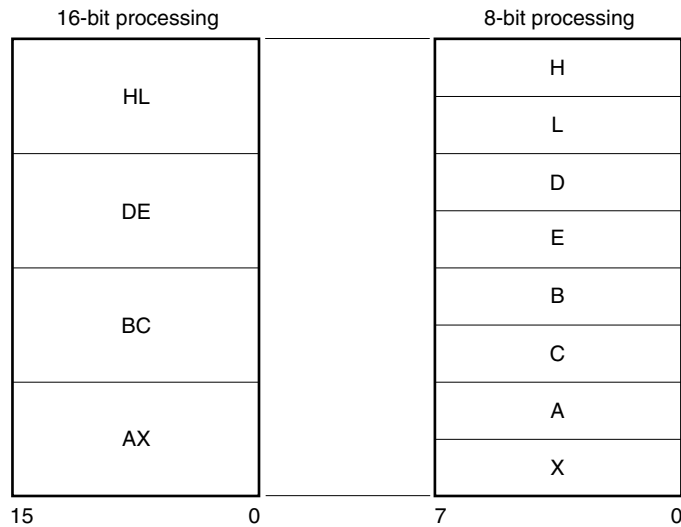 16-bit processing
8-bit processing
HL
H
L
DE
D
E
BC
B
C
AX
A
X
15 0 7 0